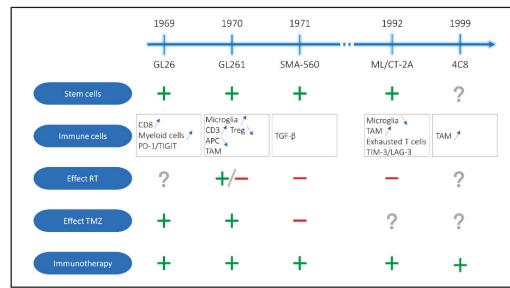 1969 1970 1971 1992 1999
GL26 GL261 SMA-560 ML/CT-2A 4C8
Stem cells + + + + ?
Immune cells
CD8
Myeloid cells
PD-1/TIGIT
Microglia
CD3 Treg
APC
TAM
TGF-β
Microglia
TAM
Exhausted T cells
TIM-3/LAG-3
TAM
Effect RT ? +/− − − ?
Effect TMZ + + − ? ?
Immunotherapy + + + + +